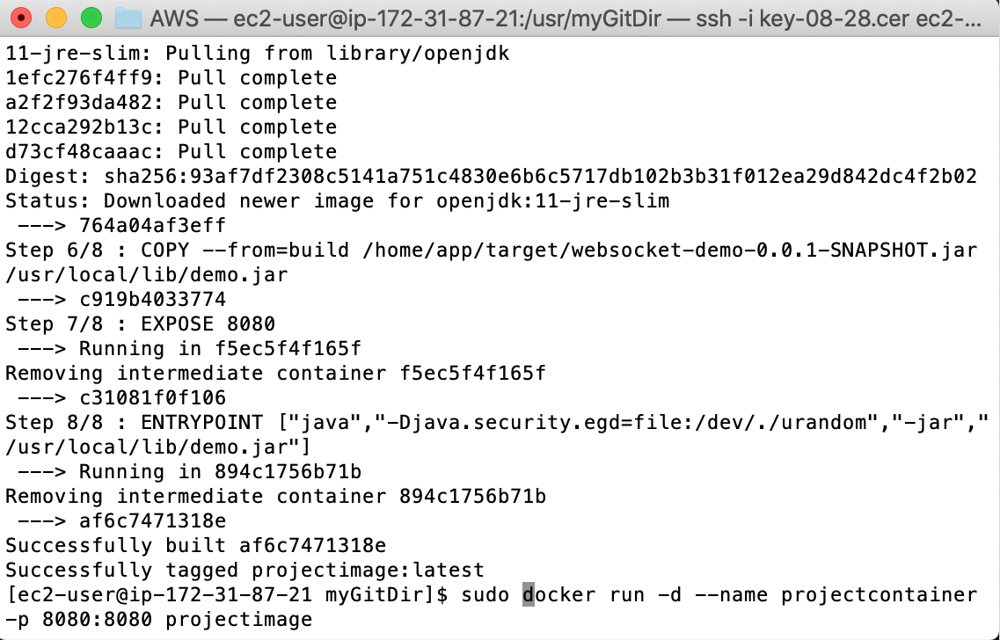 AWS — ec2-user@ip-172-31-87-21:/usr/myGitDir — ssh -i key-08-28.cer ec2-...
11-jre-slim: Pulling from library/openjdk
1efc276f4ff9: Pull complete
a2f2f93da482: Pull complete
12cca292b13c: Pull complete
d73cf48caaac: Pull complete
Digest: sha256:93af7df2308c5141a751c4830e6b6c5717db102b3b31f012ea29d842dc4f2b02
Status: Downloaded newer image for openjdk:11-jre-slim
 ---> 764a04af3eff
Step 6/8 : COPY --from=build /home/app/target/websocket-demo-0.0.1-SNAPSHOT.jar
/usr/local/lib/demo.jar
 ---> c919b4033774
Step 7/8 : EXPOSE 8080
 ---> Running in f5ec5f4f165f
Removing intermediate container f5ec5f4f165f
 ---> c31081f0f106
Step 8/8 : ENTRYPOINT ["java","-Djava.security.egd=file:/dev/./urandom","-jar","
/usr/local/lib/demo.jar"]
 ---> Running in 894c1756b71b
Removing intermediate container 894c1756b71b
 ---> af6c7471318e
Successfully built af6c7471318e
Successfully tagged projectimage:latest
[ec2-user@ip-172-31-87-21 myGitDir]$ sudo docker run -d --name projectcontainer
-p 8080:8080 projectimage